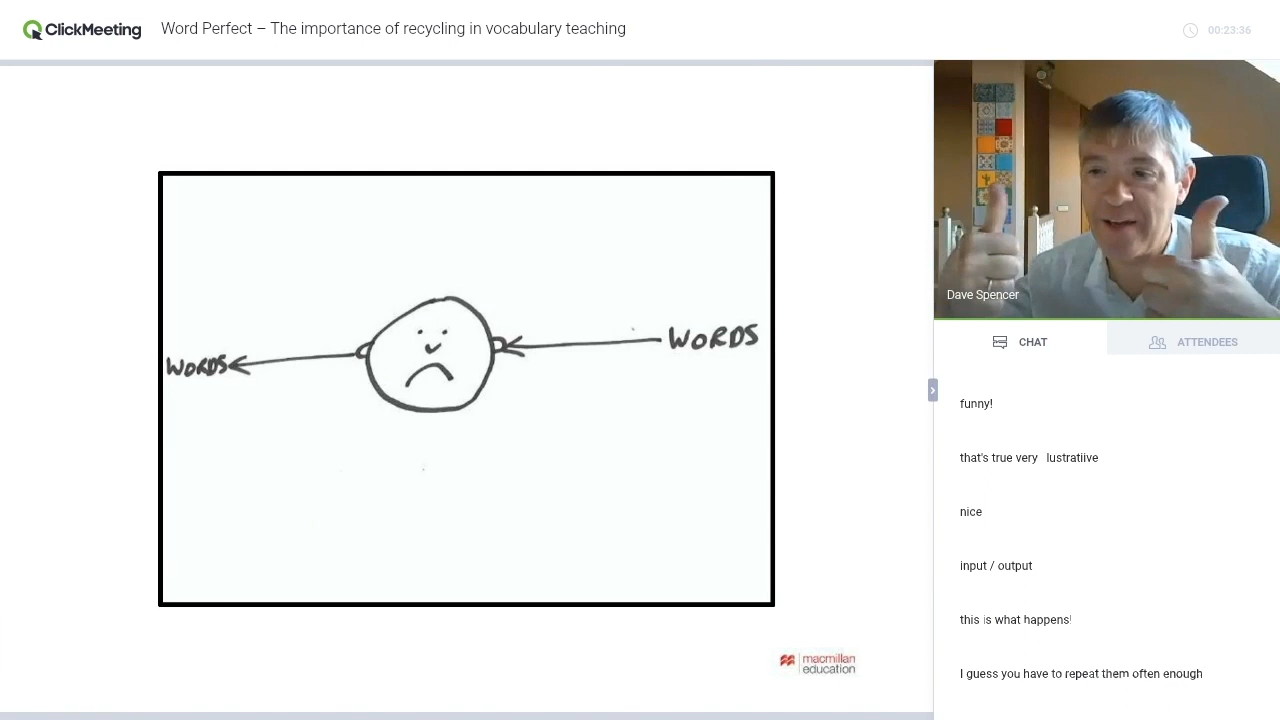 ClickMeeting
Word Perfect – The importance of recycling in vocabulary teaching
00:23:36
WORDS
WORDS
macmillan
education
Dave Spencer
CHAT
ATTENDEES
funny!
that's true very lustratiive
nice
input / output
this is what happens!
I guess you have to repeat them often enough